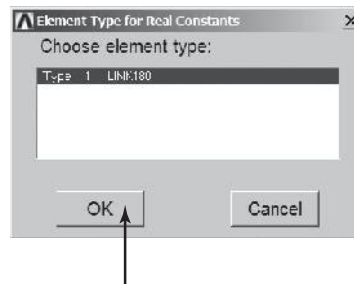 Element Type for Real Constants
Choose element type:
Type 1 LINK180
OK
Cancel